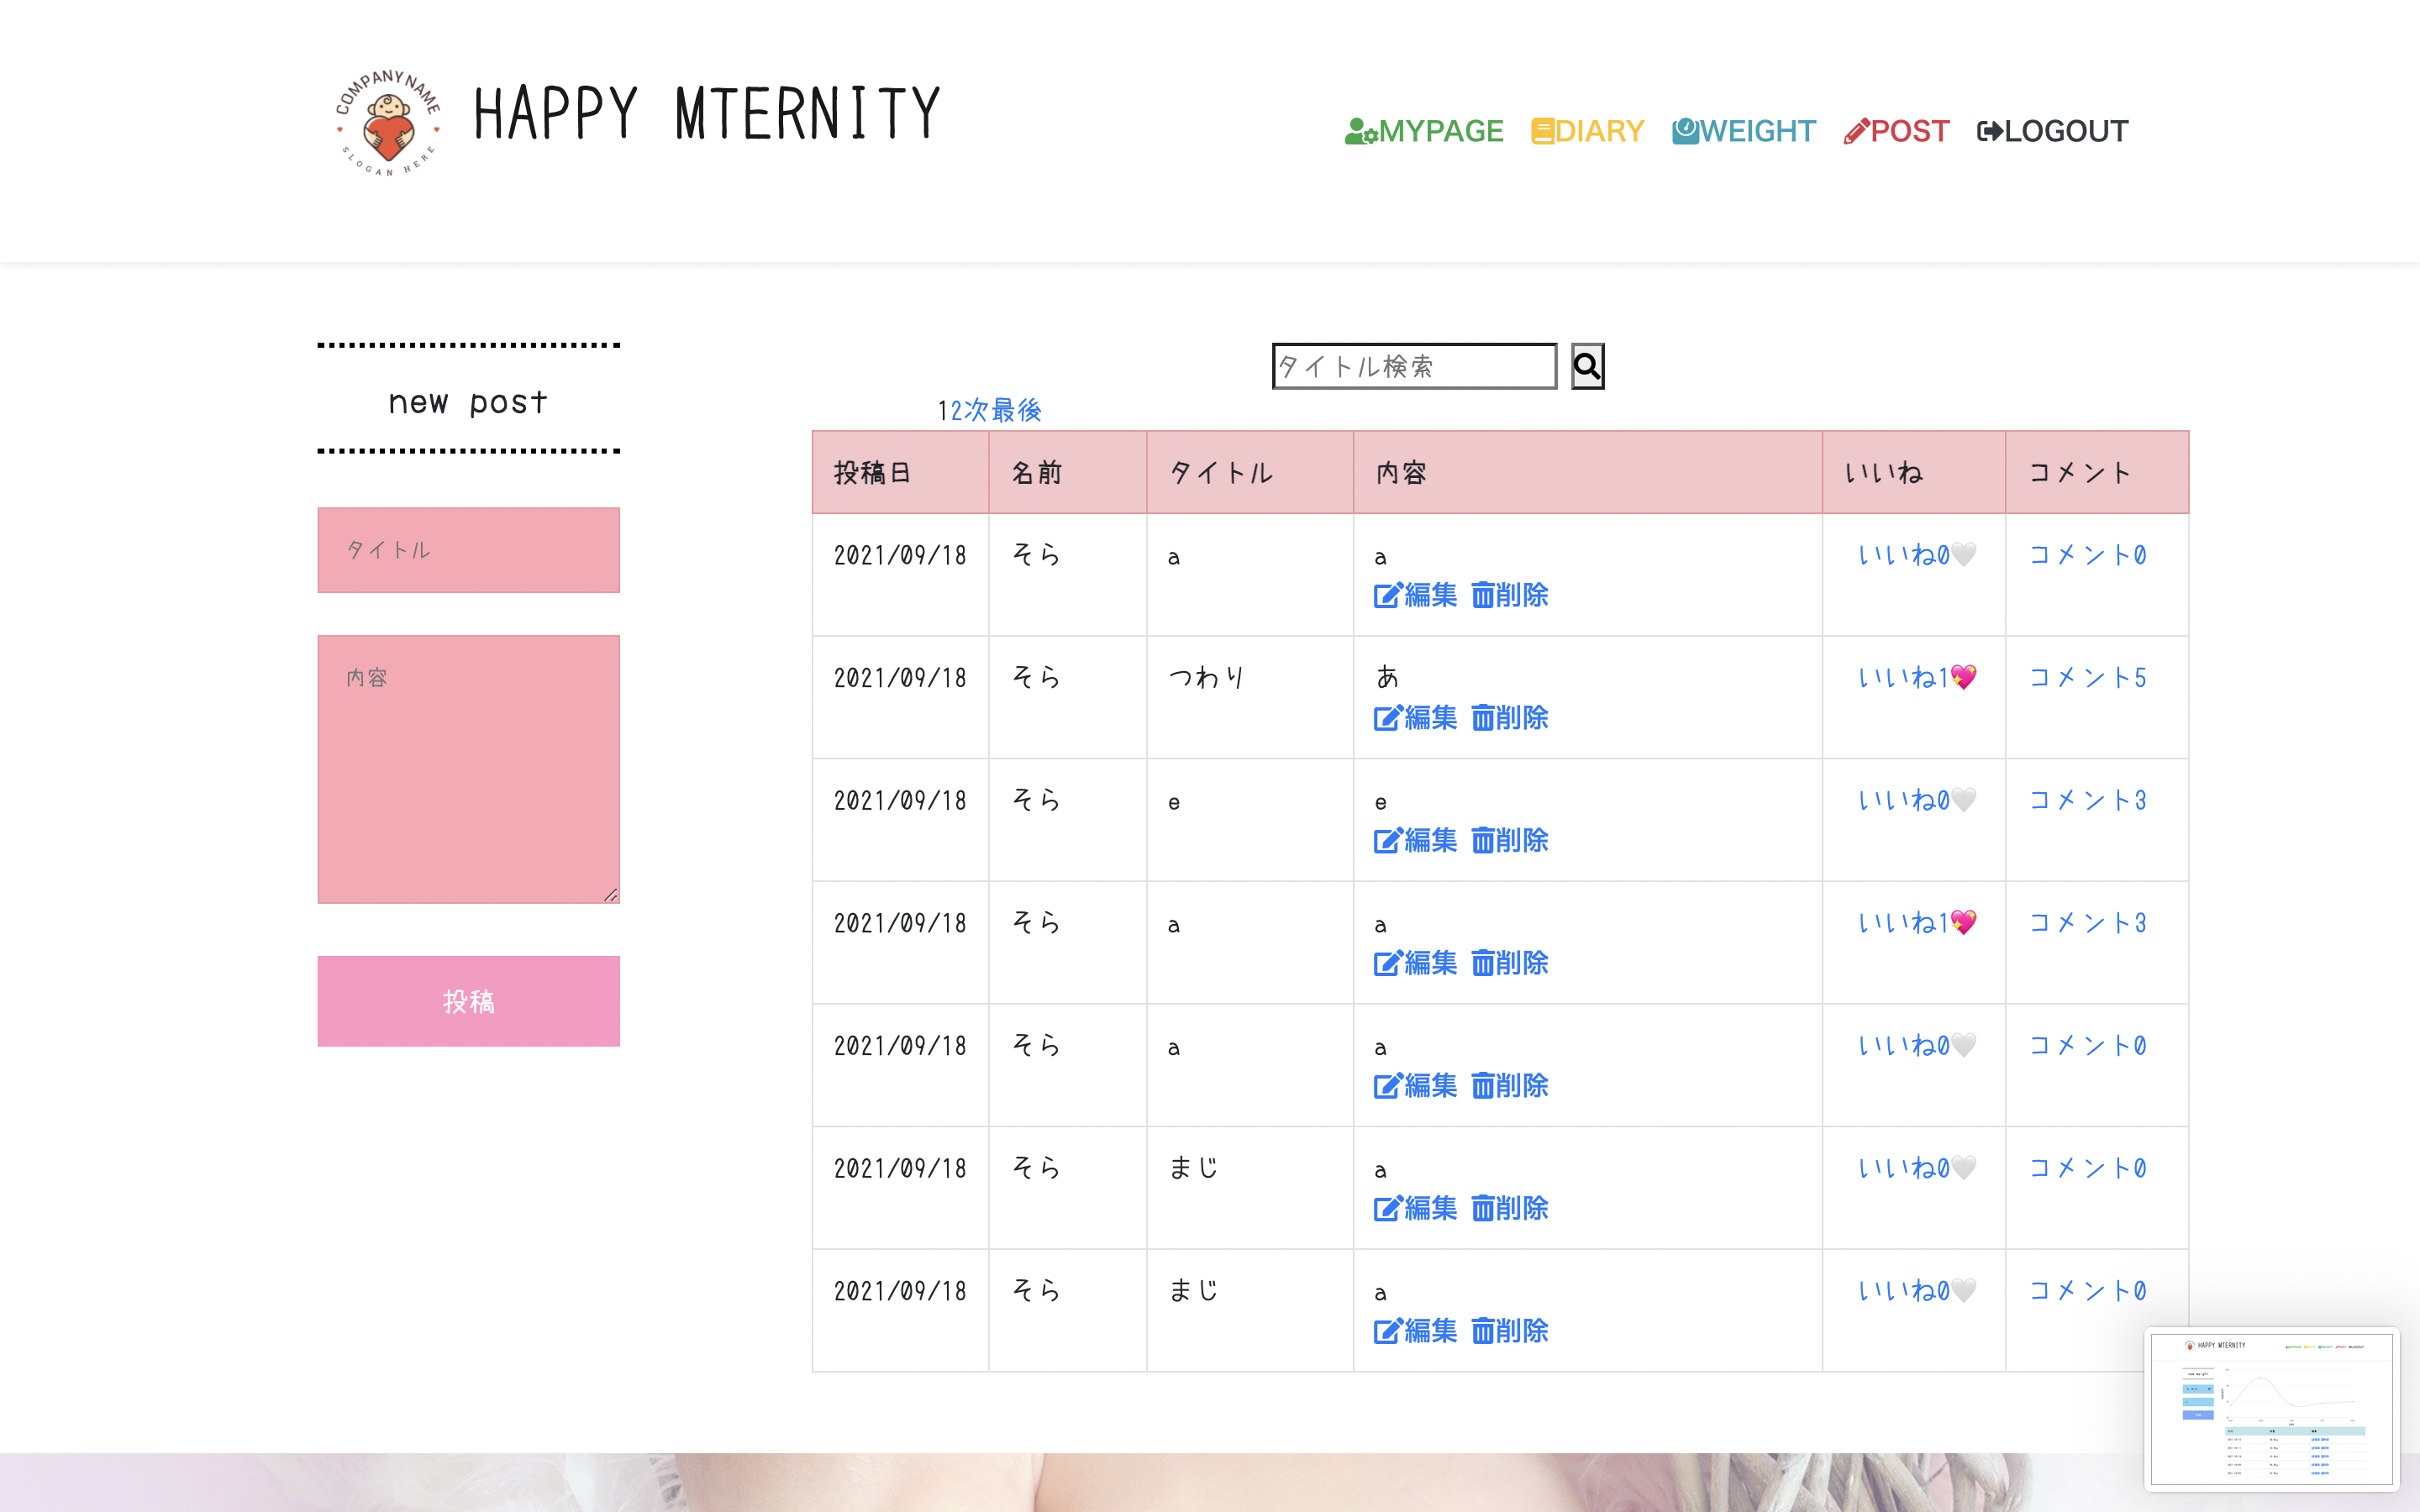 COMPANY NAME
SLOGAN HERE
HAPPY MTERNITY
MYPAGE DIARY WEIGHT POST LOGOUT
new post
タイトル
内容
投稿
タイトル検索
12次最後
投稿日 名前 タイトル 内容 いいね コメント
2021/09/18 そら a a いいね0🤍 コメント0
編集 削除
2021/09/18 そら つわり あ いいね1💖 コメント5
編集 削除
2021/09/18 そら e e いいね0🤍 コメント3
編集 削除
2021/09/18 そら a a いいね1💖 コメント3
編集 削除
2021/09/18 そら a a いいね0🤍 コメント0
編集 削除
2021/09/18 そら まじ a いいね0🤍 コメント0
編集 削除
2021/09/18 そら まじ a いいね0🤍 コメント0
編集 削除
HAPPY MTERNITY